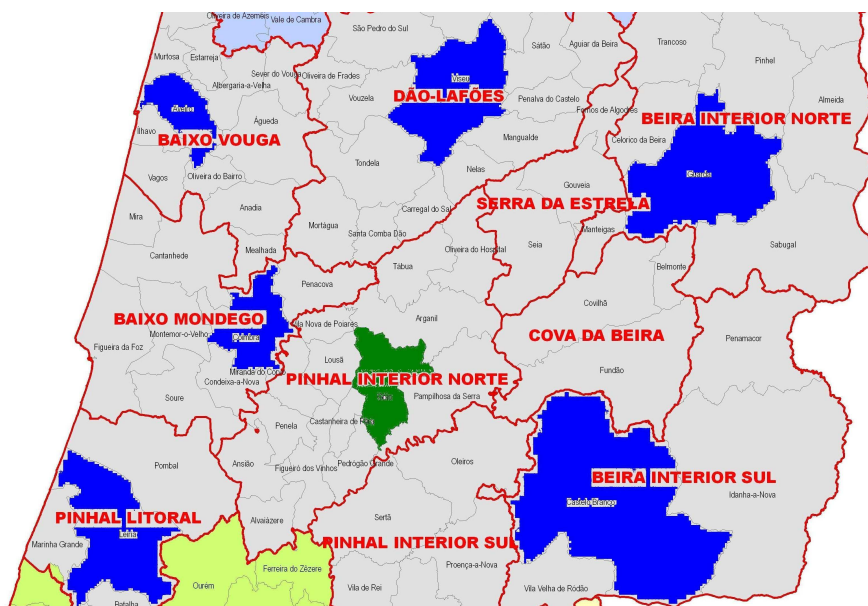 Oliveira de Azeméis
Vale de Cambra
São Pedro do Sul
Sátão
Aguiar da Beira
Trancoso
Pinhel
Murtosa
Estarreja
Sever do Vouga
Oliveira de Frades
Albergaria-a-Velha
Viseu
Vouzela
DÃO-LAFÕES
Penalva do Castelo
Fornos de Algodres
Almeida
Aveiro
Águeda
BEIRA INTERIOR NORTE
Ílhavo
BAIXO VOUGA
Mangualde
Celorico da Beira
Tondela
Nelas
Guarda
Vagos
Oliveira do Bairro
Gouveia
Anadia
Carregal do Sal
SERRA DA ESTRELA
Mira
Mortágua
Santa Comba Dão
Manteigas
Mealhada
Oliveira do Hospital
Seia
Sabugal
Cantanhede
Tábua
Belmonte
Penacova
Covilhã
BAIXO MONDEGO
Arganil
Vila Nova de Poiares
Montemor-o-Velho
Coimbra
COVA DA BEIRA
Penamacor
Figueira da Foz
Lousã
Miranda do Corvo
Fundão
Condeixa-a-Nova
PINHAL INTERIOR NORTE
Soure
Pampilhosa da Serra
Penela
Castanheira de Pêra
Pombal
Ansião
Figueiró dos Vinhos
Pedrógão Grande
Oleiros
BEIRA INTERIOR SUL
Idanha-a-Nova
Castelo Branco
Alvaiázere
Sertã
PINHAL LITORAL
Leiria
Marinha Grande
PINHAL INTERIOR SUL
Proença-a-Nova
Ferreira do Zêzere
Ourém
Vila de Rei
Vila Velha de Ródão
Batalha